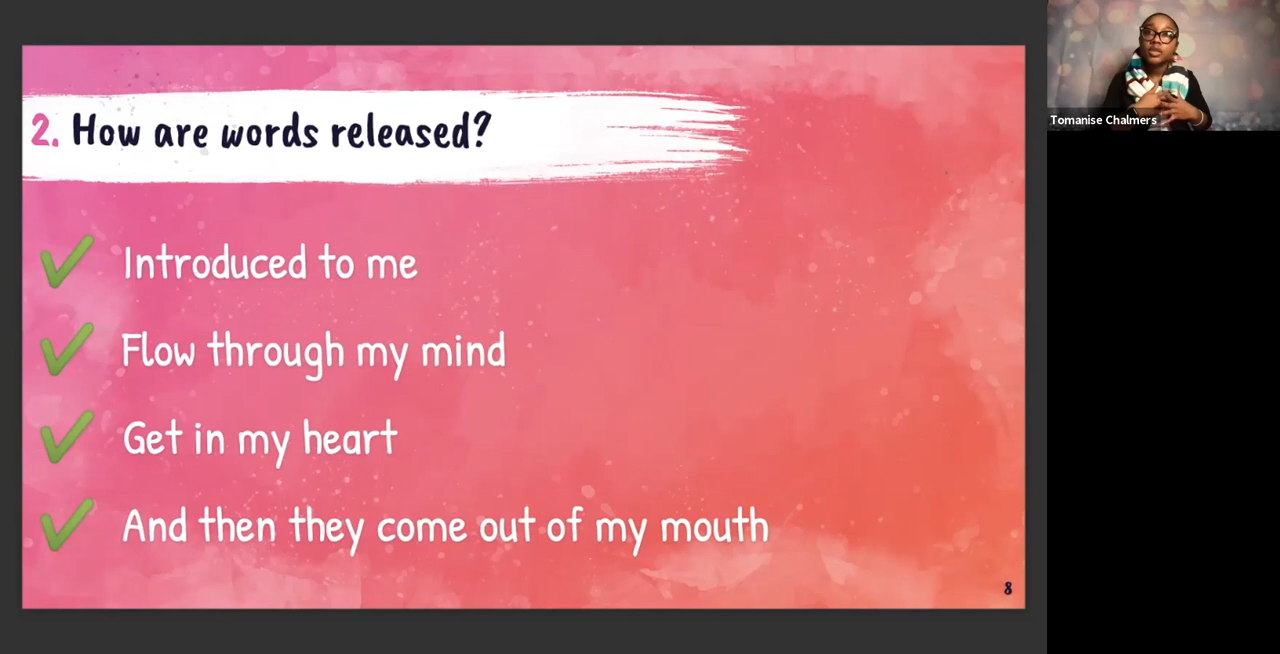 2. How are words released?
Introduced to me
Flow through my mind
Get in my heart
And then they come out of my mouth
8
Tomanise Chalmers